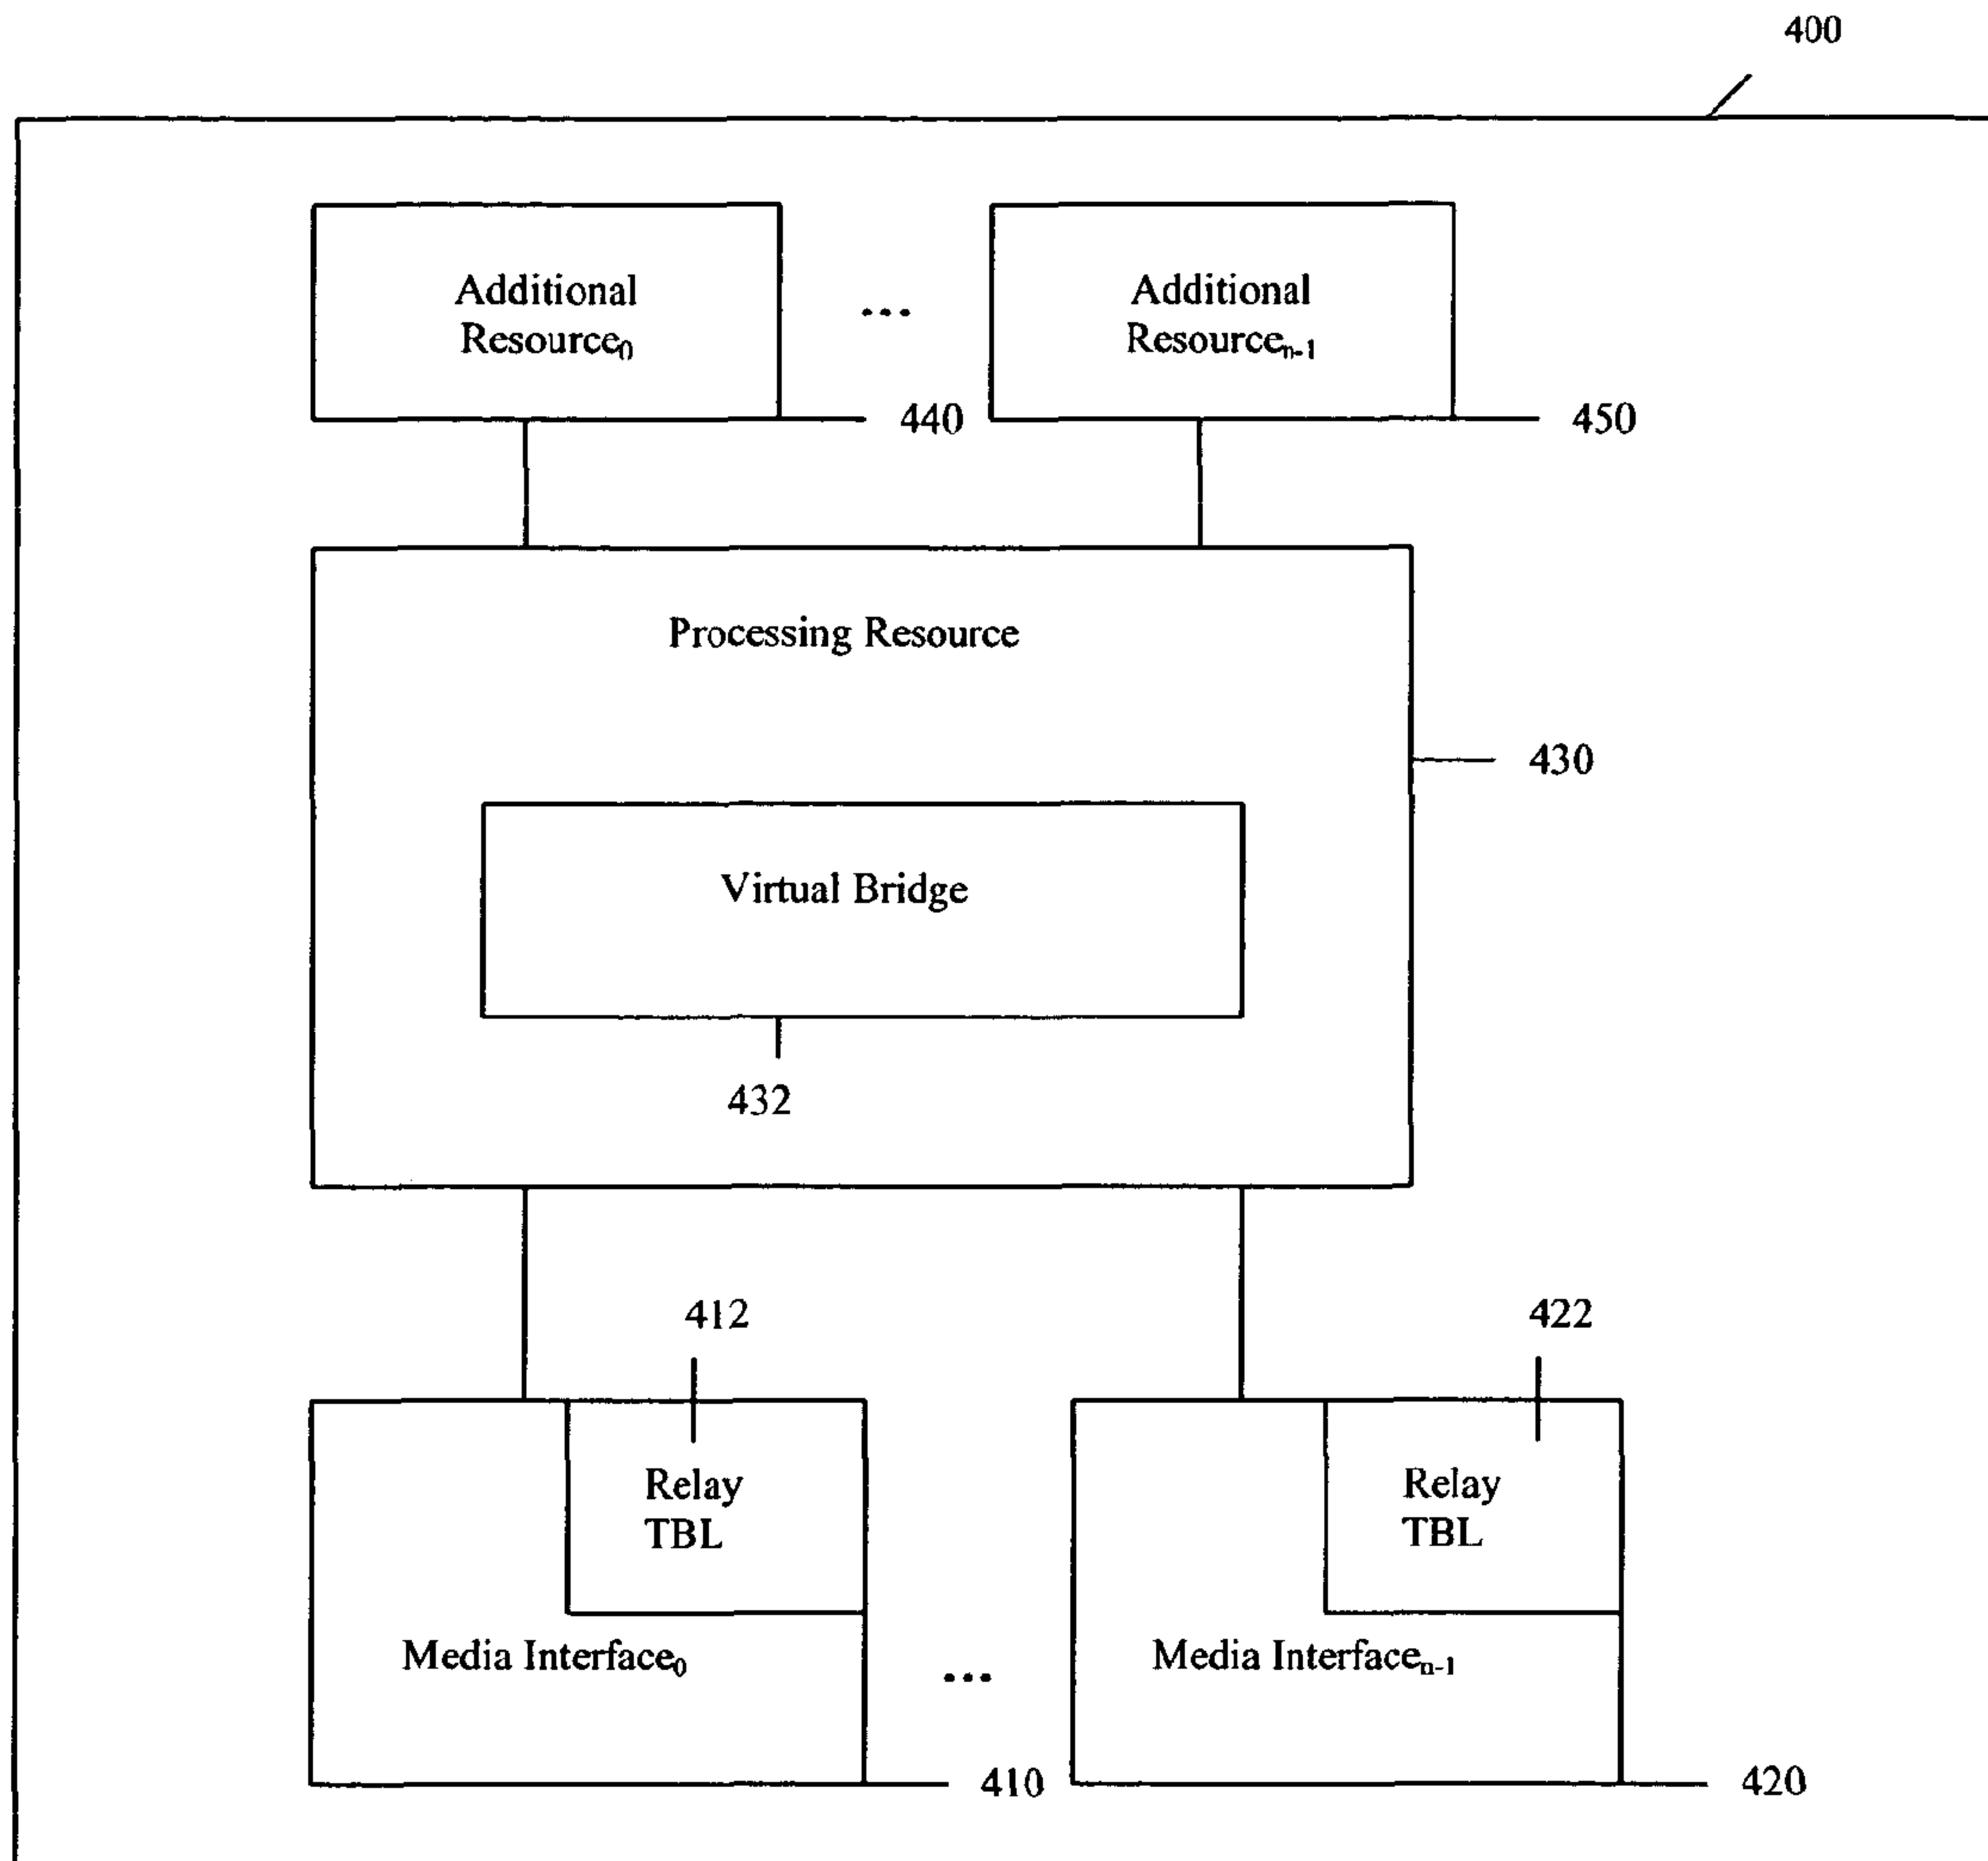 400
Additional
Resource0
...
Additional
Resourcen-1
440
450
Processing Resource
430
Virtual Bridge
432
412
422
Relay
TBL
Relay
TBL
Media Interface0
...
Media Interfacen-1
410
420